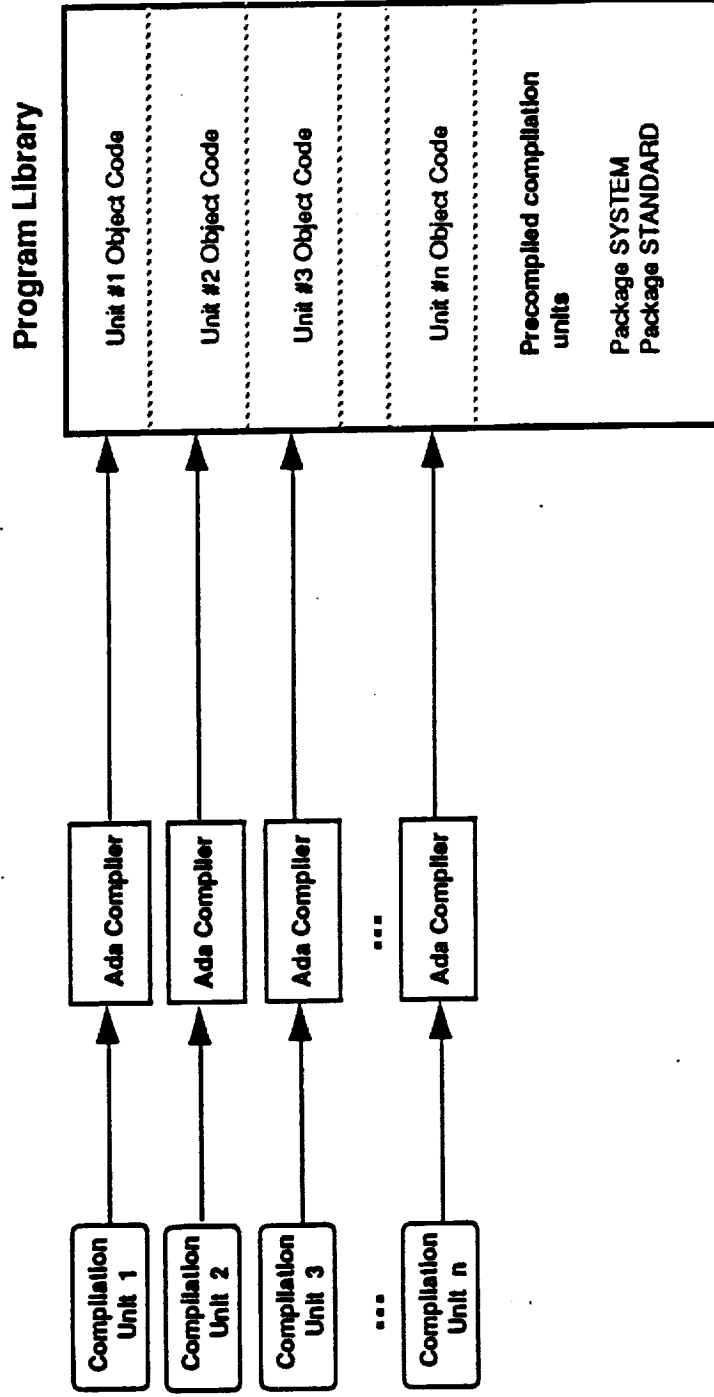 Program Library
Compilation
Unit 1
Ada Compiler
Unit #1 Object Code
Compilation
Unit 2
Ada Compiler
Unit #2 Object Code
Compilation
Unit 3
Ada Compiler
Unit #3 Object Code
...
...
Compilation
Unit n
Ada Compiler
Unit #n Object Code
Precompiled compilation
units
Package SYSTEM
Package STANDARD